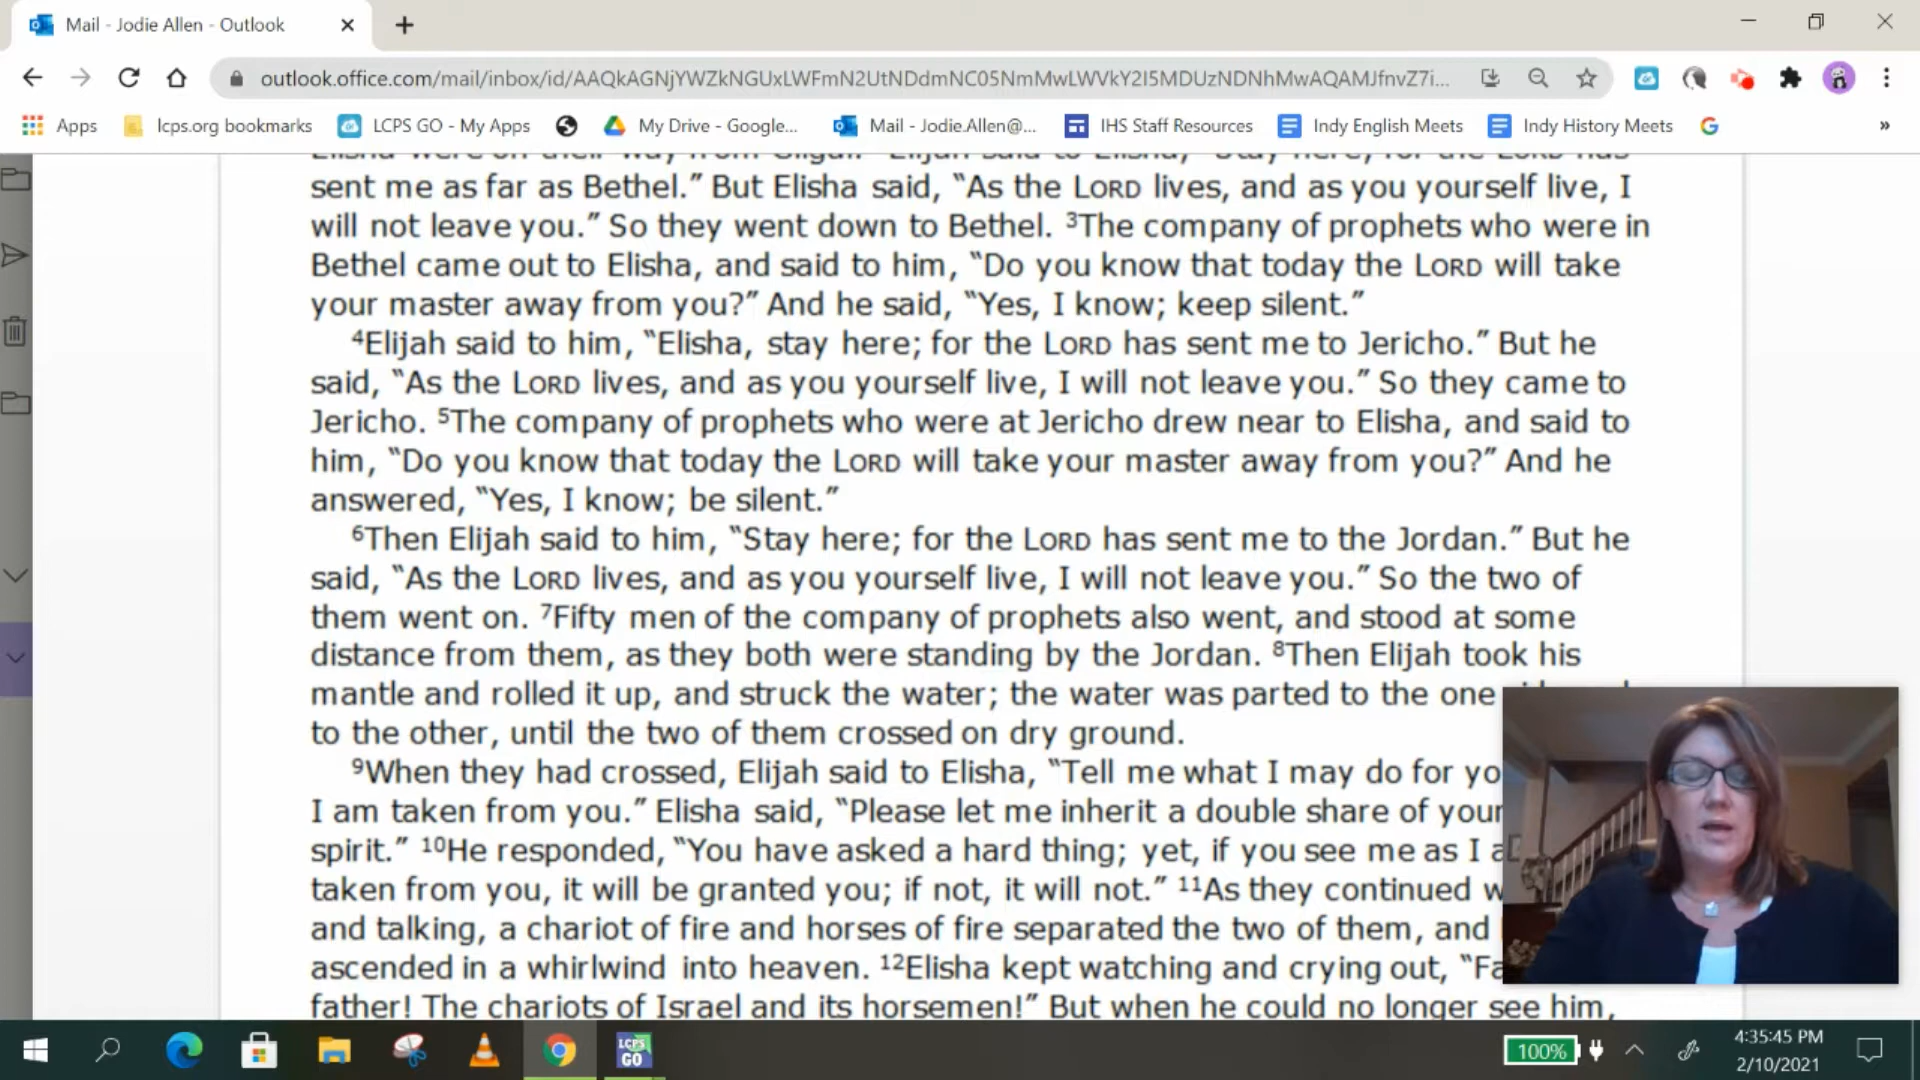 Mail - Jodie Allen - Outlook
outlook.office.com/mail/inbox/id/AAQkAGNjYWZkNGUxLWFmN2UtNDdmNC05NmMwLWVkY2I5MDUzNDNhMwAQAMJfnvZ7i...
Apps lcps.org bookmarks LCPS GO - My Apps My Drive - Google... Mail - Jodie.Allen@... IHS Staff Resources Indy English Meets Indy History Meets »
Elisha were on their way from Gilgal. Elijah said to Elisha, “Stay here; for the LORD has
sent me as far as Bethel.” But Elisha said, “As the LORD lives, and as you yourself live, I
will not leave you.” So they went down to Bethel. ³The company of prophets who were in
Bethel came out to Elisha, and said to him, “Do you know that today the LORD will take
your master away from you?” And he said, “Yes, I know; keep silent.”
⁴Elijah said to him, “Elisha, stay here; for the LORD has sent me to Jericho.” But he
said, “As the LORD lives, and as you yourself live, I will not leave you.” So they came to
Jericho. ⁵The company of prophets who were at Jericho drew near to Elisha, and said to
him, “Do you know that today the LORD will take your master away from you?” And he
answered, “Yes, I know; be silent.”
⁶Then Elijah said to him, “Stay here; for the LORD has sent me to the Jordan.” But he
said, “As the LORD lives, and as you yourself live, I will not leave you.” So the two of
them went on. ⁷Fifty men of the company of prophets also went, and stood at some
distance from them, as they both were standing by the Jordan. ⁸Then Elijah took his
mantle and rolled it up, and struck the water; the water was parted to the one
to the other, until the two of them crossed on dry ground.
⁹When they had crossed, Elijah said to Elisha, “Tell me what I may do for yo
I am taken from you.” Elisha said, “Please let me inherit a double share of your
spirit.” ¹⁰He responded, “You have asked a hard thing; yet, if you see me as I a
taken from you, it will be granted you; if not, it will not.” ¹¹As they continued w
and talking, a chariot of fire and horses of fire separated the two of them, and
ascended in a whirlwind into heaven. ¹²Elisha kept watching and crying out, “Fa
father! The chariots of Israel and its horsemen!” But when he could no longer see him,
LCPS
GO
100%
4:35:45 PM
2/10/2021